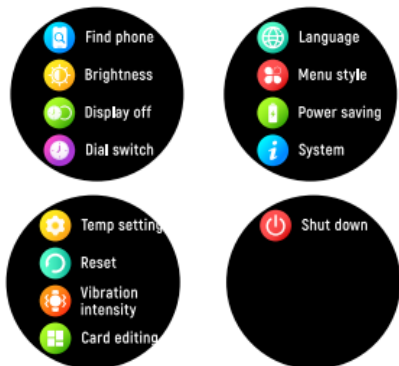 Find phone
Brightness
Display off
Dial switch
Language
Menu style
Power saving
System
Temp setting
Reset
Vibration
intensity
Card editing
Shut down